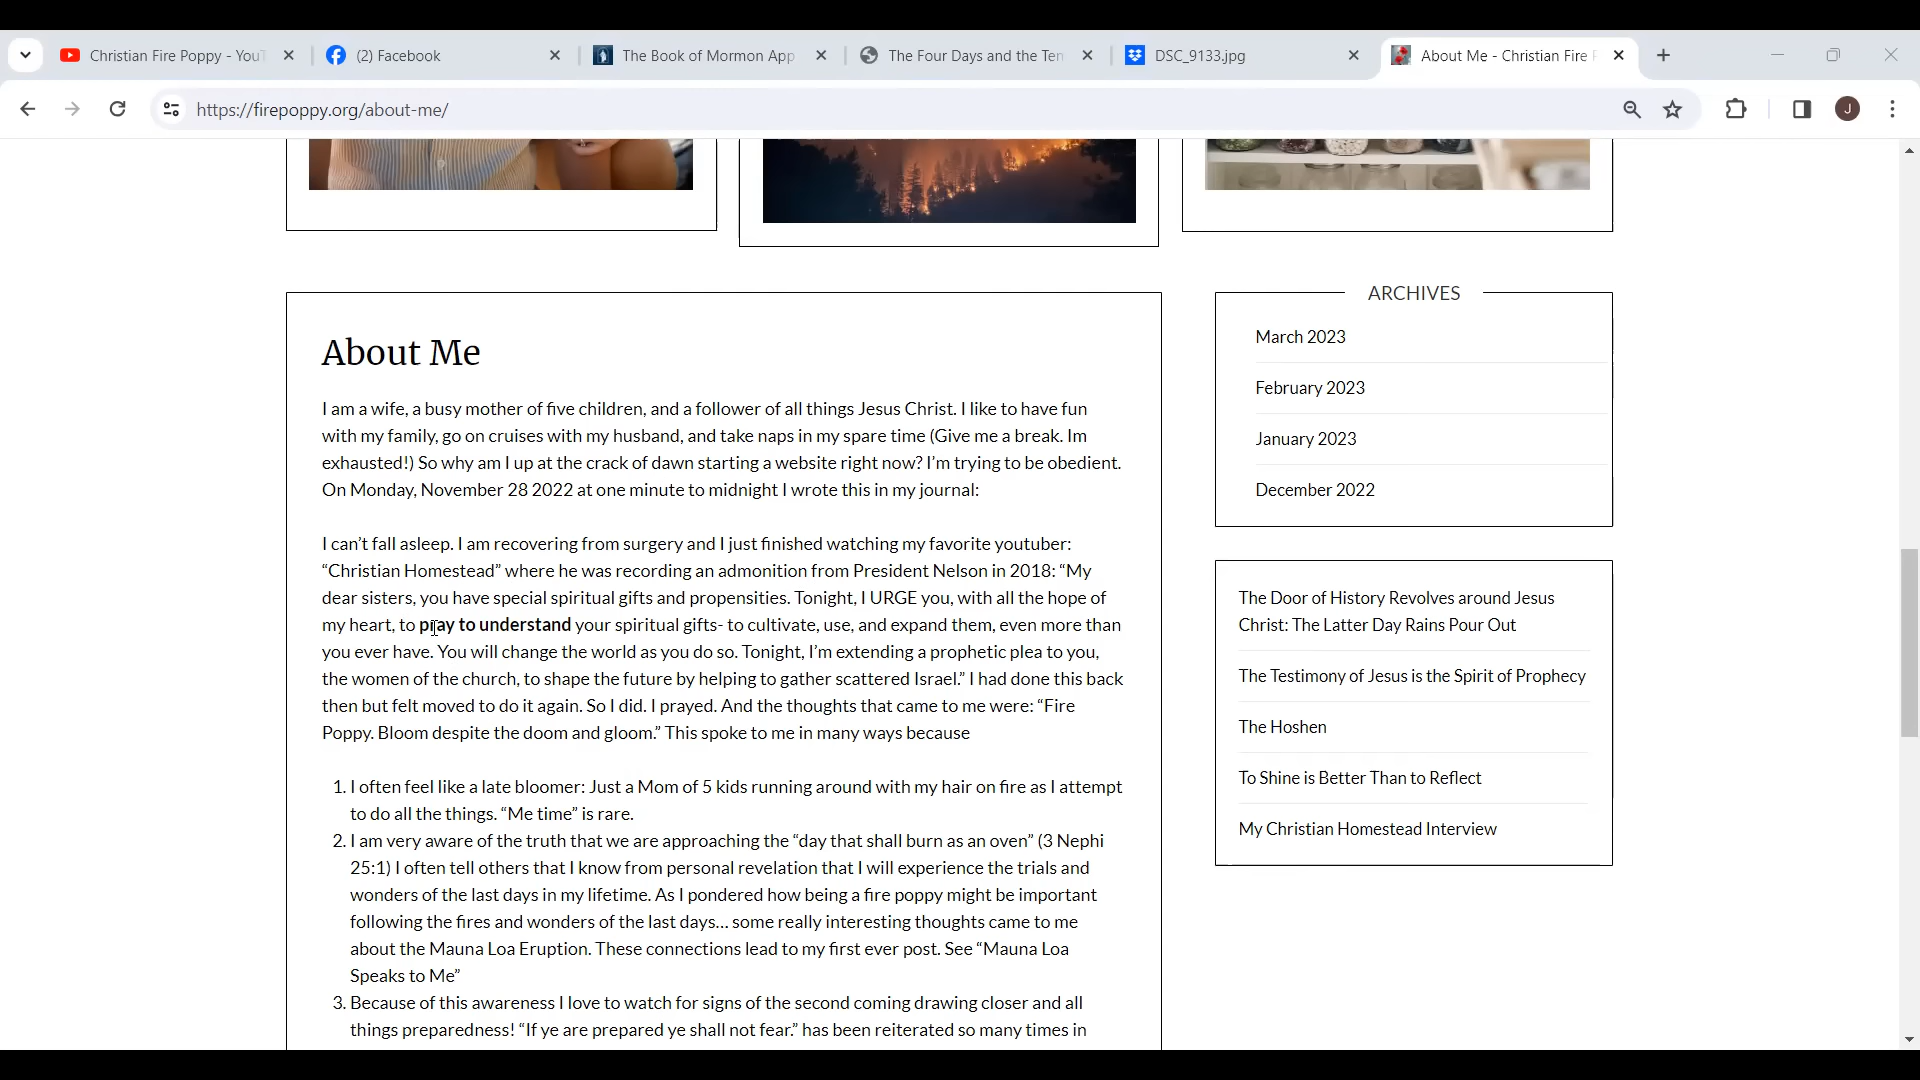 Christian Fire Poppy - YouT
(2) Facebook
The Book of Mormon App
The Four Days and the Ten
DSC_9133.jpg
About Me - Christian Fire P
https://firepoppy.org/about-me/
J
About Me
I am a wife, a busy mother of five children, and a follower of all things Jesus Christ. I like to have fun
with my family, go on cruises with my husband, and take naps in my spare time (Give me a break. Im
exhausted!) So why am I up at the crack of dawn starting a website right now? I’m trying to be obedient.
On Monday, November 28 2022 at one minute to midnight I wrote this in my journal:
I can’t fall asleep. I am recovering from surgery and I just finished watching my favorite youtuber:
“Christian Homestead” where he was recording an admonition from President Nelson in 2018: “My
dear sisters, you have special spiritual gifts and propensities. Tonight, I URGE you, with all the hope of
my heart, to pray to understand your spiritual gifts- to cultivate, use, and expand them, even more than
you ever have. You will change the world as you do so. Tonight, I’m extending a prophetic plea to you,
the women of the church, to shape the future by helping to gather scattered Israel.” I had done this back
then but felt moved to do it again. So I did. I prayed. And the thoughts that came to me were: “Fire
Poppy. Bloom despite the doom and gloom.” This spoke to me in many ways because
1. I often feel like a late bloomer: Just a Mom of 5 kids running around with my hair on fire as I attempt
to do all the things. “Me time” is rare.
2. I am very aware of the truth that we are approaching the “day that shall burn as an oven” (3 Nephi
25:1) I often tell others that I know from personal revelation that I will experience the trials and
wonders of the last days in my lifetime. As I pondered how being a fire poppy might be important
following the fires and wonders of the last days… some really interesting thoughts came to me
about the Mauna Loa Eruption. These connections lead to my first ever post. See “Mauna Loa
Speaks to Me”
3. Because of this awareness I love to watch for signs of the second coming drawing closer and all
things preparedness! “If ye are prepared ye shall not fear.” has been reiterated so many times in
ARCHIVES
March 2023
February 2023
January 2023
December 2022
The Door of History Revolves around Jesus
Christ: The Latter Day Rains Pour Out
The Testimony of Jesus is the Spirit of Prophecy
The Hoshen
To Shine is Better Than to Reflect
My Christian Homestead Interview